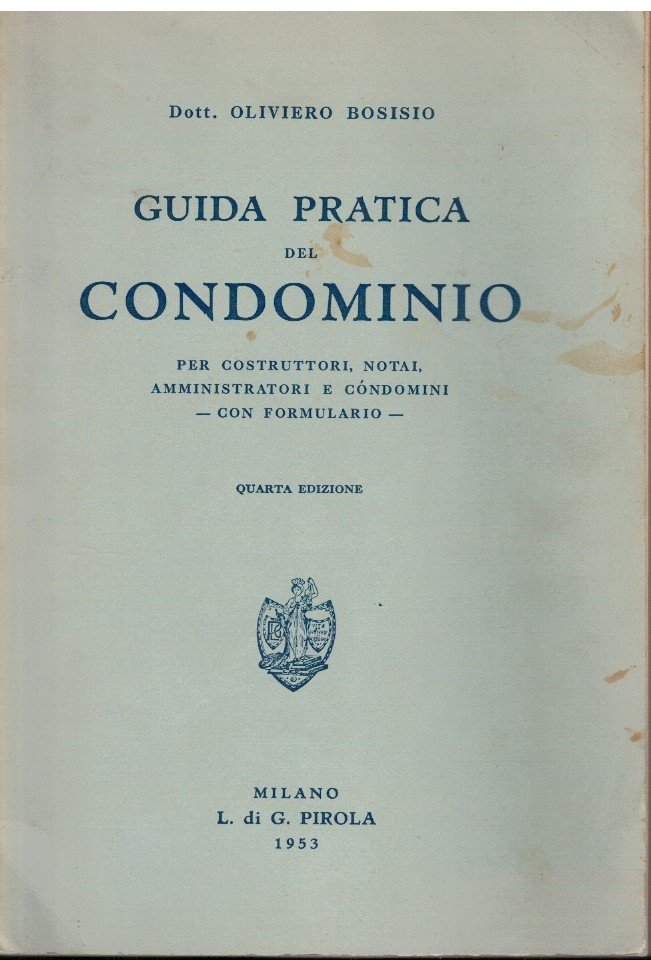 Dott. OLIVIERO BOSISIO
GUIDA PRATICA
DEL
CONDOMINIO
PER COSTRUTTORI, NOTAI,
AMMINISTRATORI E CÓNDOMINI
— CON FORMULARIO —
QUARTA EDIZIONE
MILANO
L. di G. PIROLA
1953